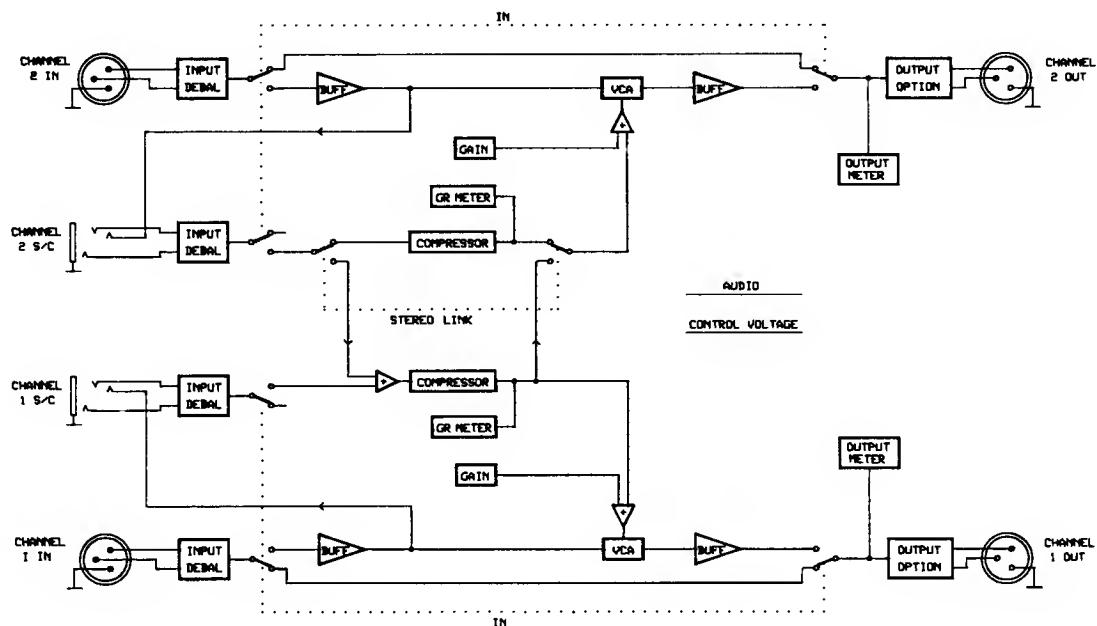 IN
CHANNEL
2 IN
INPUT
DEBAL
BUFF
VCA
BUFF
OUTPUT
OPTION
CHANNEL
2 OUT
+
GAIN
OUTPUT
METER
GR METER
CHANNEL
2 S/C
INPUT
DEBAL
COMPRESSOR
AUDIO
STEREO LINK
CONTROL VOLTAGE
CHANNEL
1 S/C
INPUT
DEBAL
+
COMPRESSOR
GR METER
OUTPUT
METER
GAIN
+
CHANNEL
I IN
INPUT
DEBAL
BUFF
VCA
BUFF
OUTPUT
OPTION
CHANNEL
1 OUT
IN